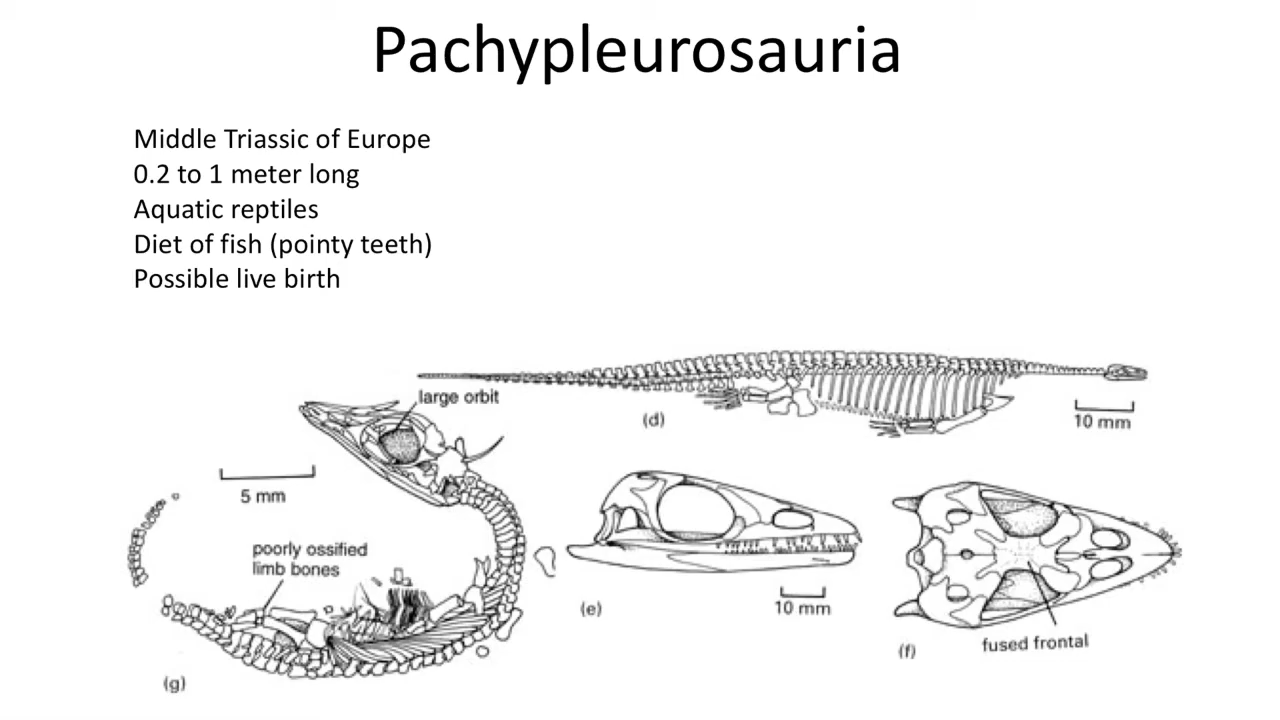 Pachypleurosauria
Middle Triassic of Europe
0.2 to 1 meter long
Aquatic reptiles
Diet of fish (pointy teeth)
Possible live birth
large orbit
(d)
10 mm
5 mm
poorly ossified
limb bones
(e)
10 mm
fused frontal
(f)
(g)